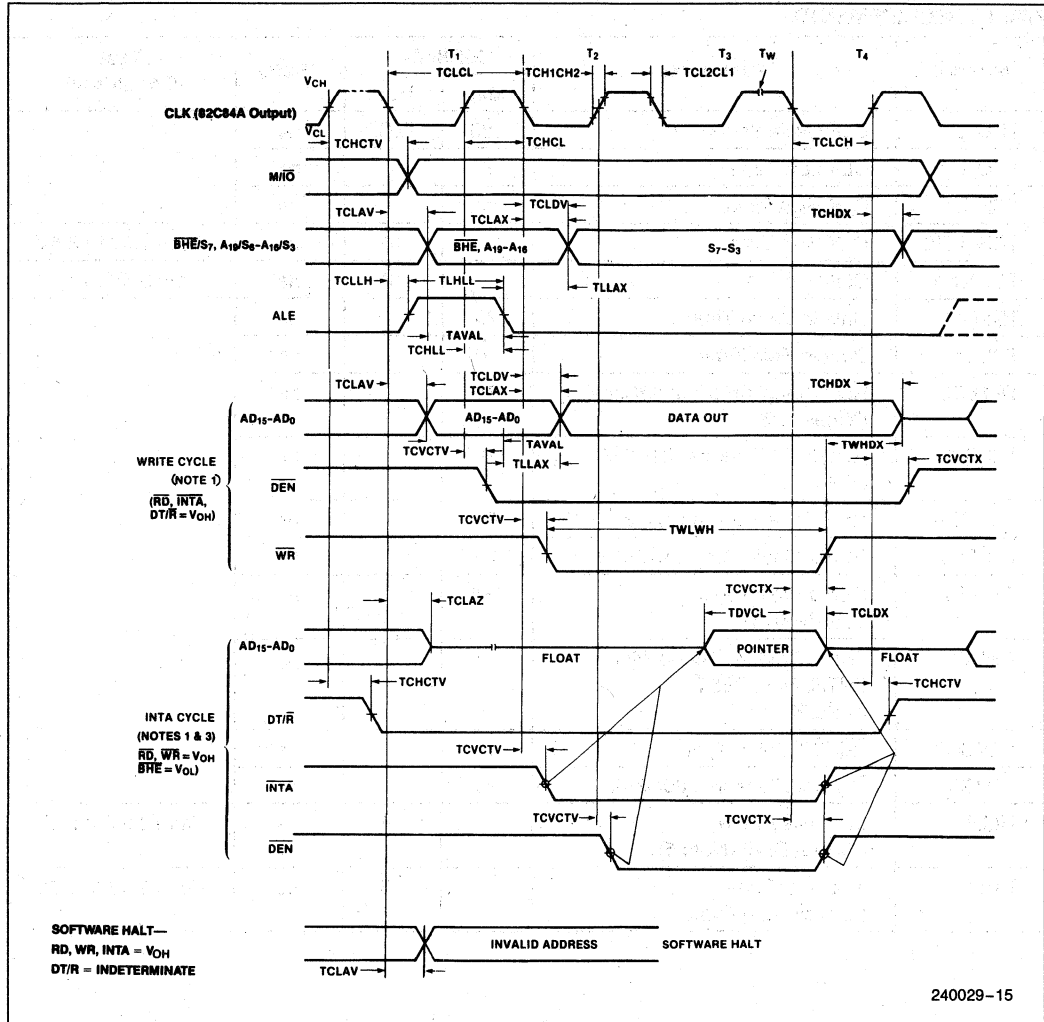 T1 T2 T3 TW T4
TCLCL TCH1CH2 TCL2CL1
VCH
CLK (82C84A Output)
VCL
TCHCTV TCHCL TCLCH
M/IO
TCLDV
TCLAV TCLAX TCHDX
BHE/S7, A19/S6-A16/S3 BHE, A19-A16 S7-S3
TCLLH TLHLL TLLAX
ALE
TAVAL
TCHLL
TCLDV
TCLAV TCLAX TCHDX
AD15-AD0 AD15-AD0 DATA OUT
TAVAL TWHDX
TCVCTV TCVCTX
TLLAX
WRITE CYCLE
(NOTE 1)
(RD, INTA,
DT/R = VOH)
DEN
TCVCTV TWLWH
WR
TCVCTX
TCLAZ TDVCL TCLDX
AD15-AD0 FLOAT POINTER FLOAT
TCHCTV TCHCTV
DT/R
INTA CYCLE
(NOTES 1 & 3)
RD, WR = VOH
BHE = VOL)
TCVCTV
INTA
TCVCTV TCVCTX
DEN
SOFTWARE HALT—
RD, WR, INTA = VOH
DT/R = INDETERMINATE
INVALID ADDRESS SOFTWARE HALT
TCLAV
240029-15